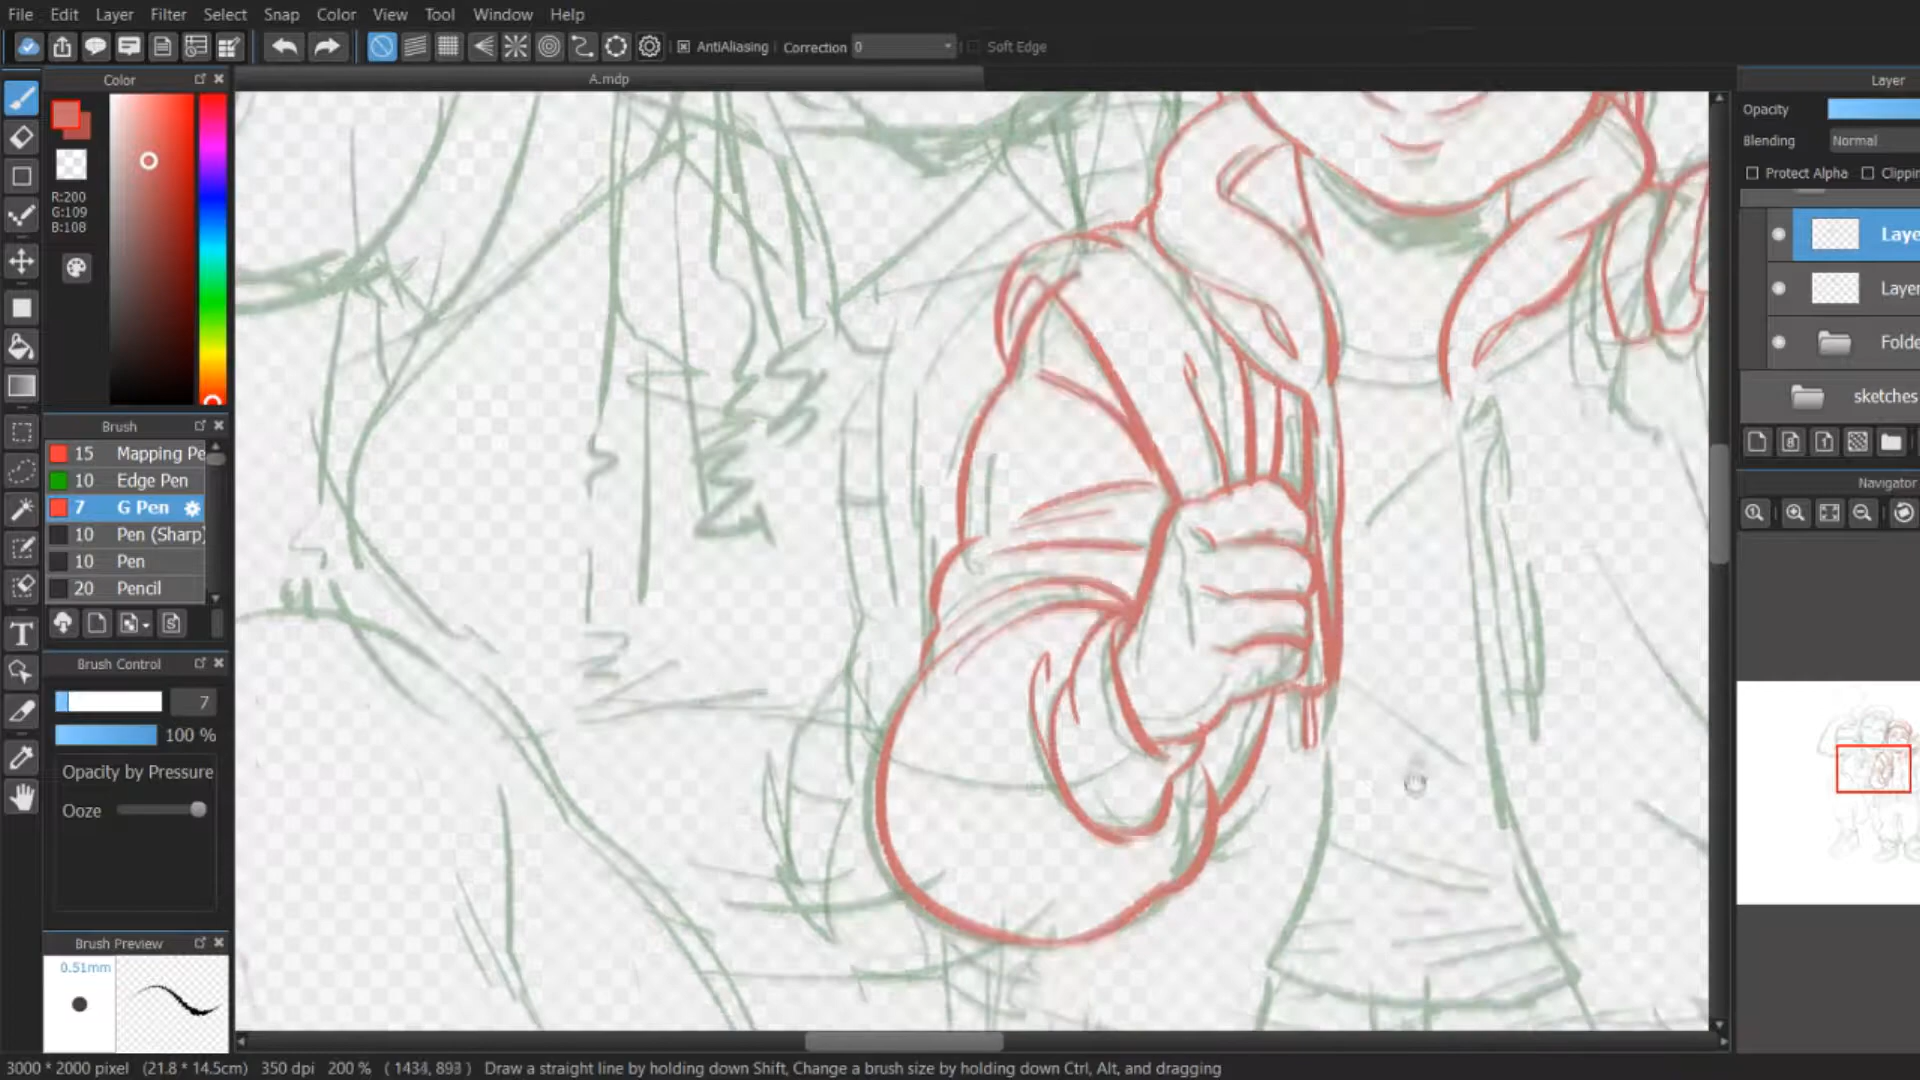 File Edit Layer Filter Select Snap Color View Tool Window Help
AntiAliasing Correction 0 Soft Edge
Color
A.mdp
Layer
Opacity
Blending Normal
Protect Alpha Clippin
R:200
G:109
B:108
Laye
Laye
Folde
sketches
Brush
15 Mapping Pe
10 Edge Pen
7 G Pen
10 Pen (Sharp)
10 Pen
20 Pencil
Navigator
Brush Control
7
100 %
Opacity by Pressure
Ooze
Brush Preview
0.51mm
3000 * 2000 pixel (21.8 * 14.5cm) 350 dpi 200 % ( 1434, 893 ) Draw a straight line by holding down Shift, Change a brush size by holding down Ctrl, Alt, and dragging